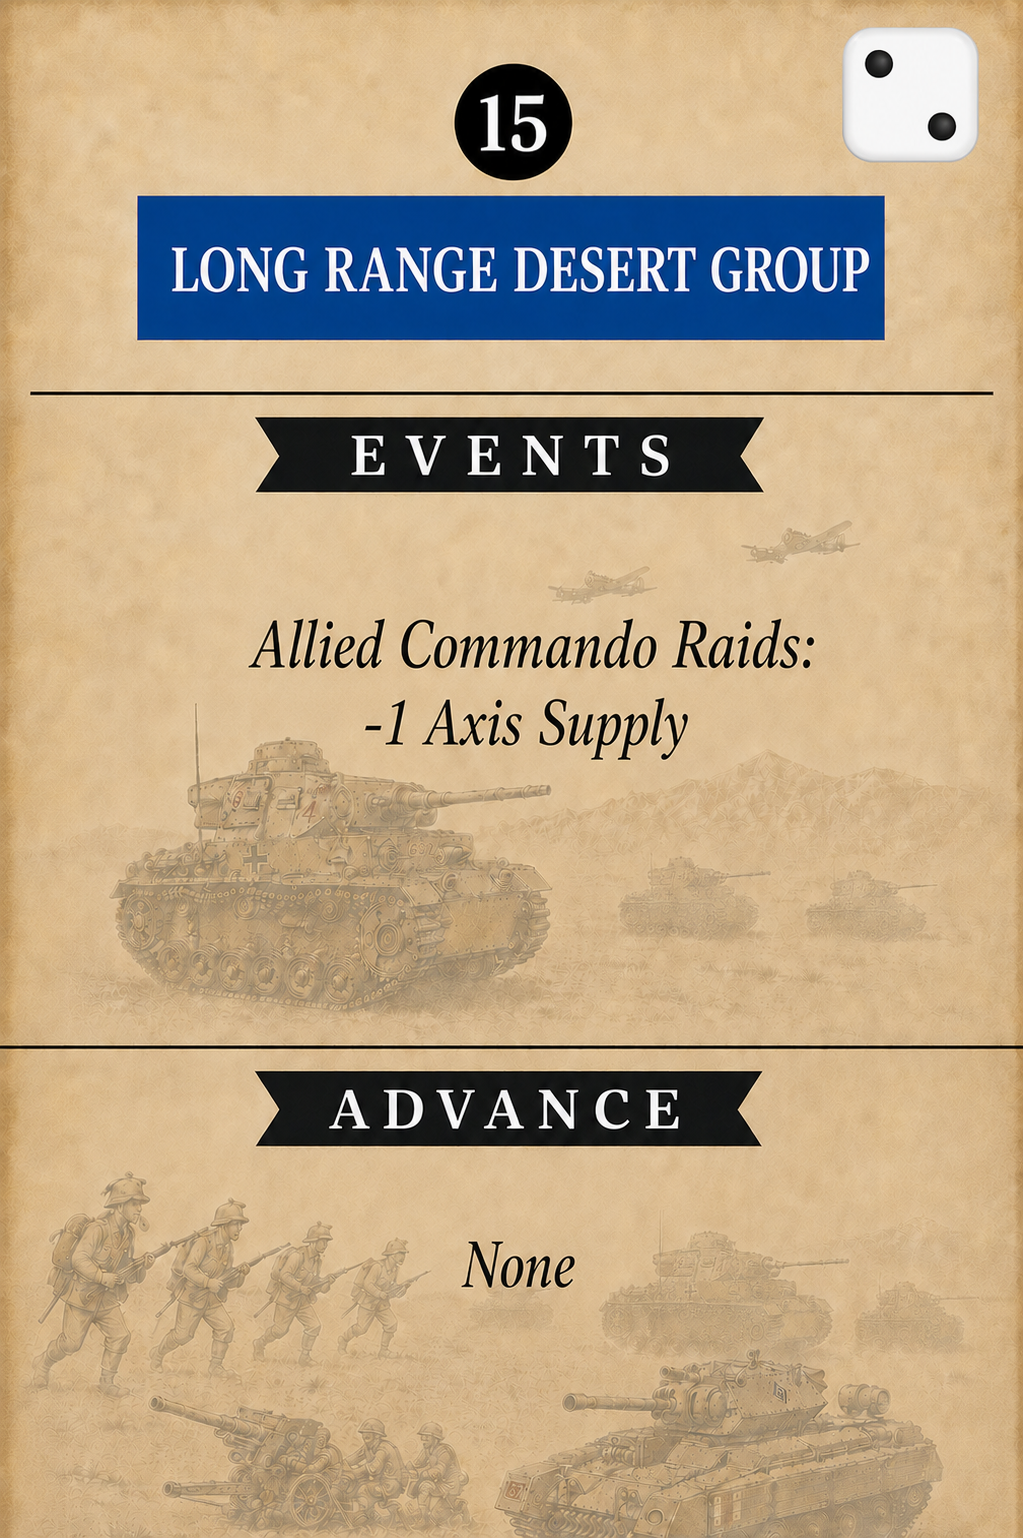 15
LONG RANGE DESERT GROUP
EVENTS
Allied Commando Raids:
-1 Axis Supply
ADVANCE
None